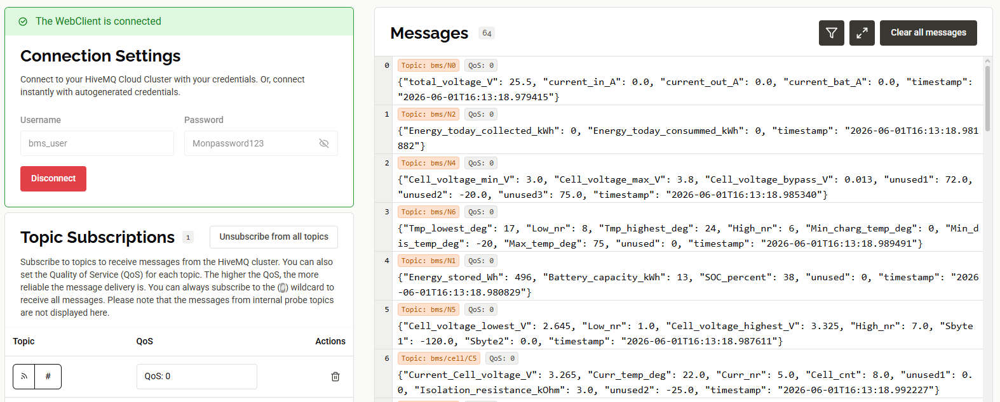 The WebClient is connected
Connection Settings
Connect to your HiveMQ Cloud Cluster with your credentials. Or, connect
instantly with autogenerated credentials.
Username
Password
bms_user
Monpassword123
Disconnect
Topic Subscriptions 1
Unsubscribe from all topics
Subscribe to topics to receive messages from the HiveMQ cluster. You can also
set the Quality of Service (QoS) for each topic. The higher the QoS, the more
reliable the message delivery is. You can always subscribe to the (#) wildcard to
receive all messages. Please note that the messages from internal probe topics
are not displayed here.
Topic QoS Actions
# QoS: 0
Messages 64
Clear all messages
0 Topic: bms/N0 QoS: 0
{"total_voltage_V": 25.5, "current_in_A": 0.0, "current_out_A": 0.0, "current_bat_A": 0.0, "timestamp":
"2026-06-01T16:13:18.979415"}
1 Topic: bms/N2 QoS: 0
{"Energy_today_collected_kWh": 0, "Energy_today_consummed_kWh": 0, "timestamp": "2026-06-01T16:13:18.981
882"}
2 Topic: bms/N4 QoS: 0
{"Cell_voltage_min_V": 3.0, "Cell_voltage_max_V": 3.8, "Cell_voltage_bypass_V": 0.013, "unused1": 72.0,
"unused2": -20.0, "unused3": 75.0, "timestamp": "2026-06-01T16:13:18.985340"}
3 Topic: bms/N6 QoS: 0
{"Tmp_lowest_deg": 17, "Low_nr": 8, "Tmp_highest_deg": 24, "High_nr": 6, "Min_charg_temp_deg": 0, "Min_d
is_temp_deg": -20, "Max_temp_deg": 75, "unused": 0, "timestamp": "2026-06-01T16:13:18.989491"}
4 Topic: bms/N1 QoS: 0
{"Energy_stored_Wh": 496, "Battery_capacity_kWh": 13, "SOC_percent": 38, "unused": 0, "timestamp": "2026
-06-01T16:13:18.980829"}
5 Topic: bms/N5 QoS: 0
{"Cell_voltage_lowest_V": 2.645, "Low_nr": 1.0, "Cell_voltage_highest_V": 3.325, "High_nr": 7.0, "Sbyte
1": -120.0, "Sbyte2": 0.0, "timestamp": "2026-06-01T16:13:18.987611"}
6 Topic: bms/cell/C5 QoS: 0
{"Current_Cell_voltage_V": 3.265, "Curr_temp_deg": 22.0, "Curr_nr": 5.0, "Cell_cnt": 8.0, "unused1": 0.
0, "Isolation_resistance_kOhm": 3.0, "unused2": -25.0, "timestamp": "2026-06-01T16:13:18.992227"}